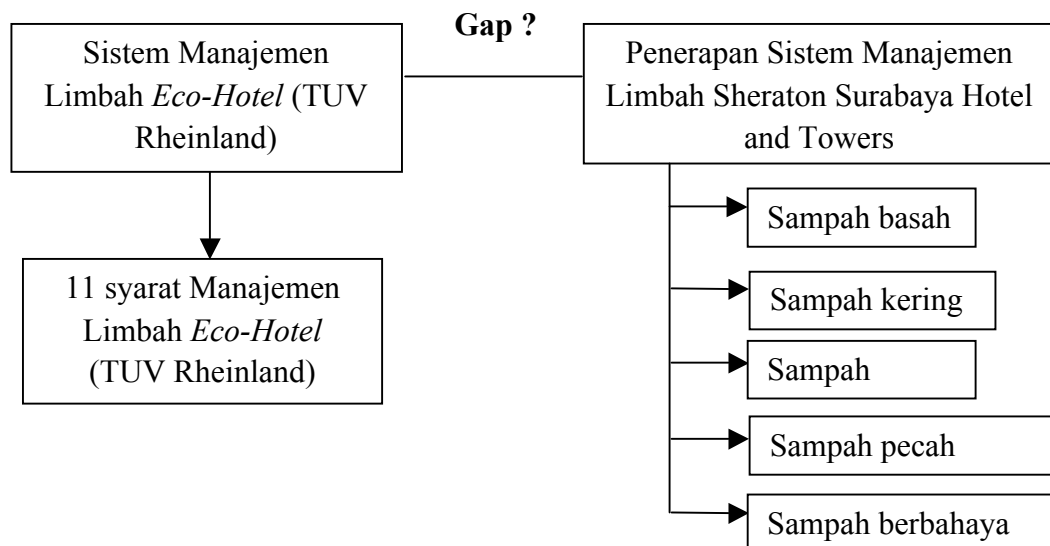 Gap ?
Sistem Manajemen
Limbah Eco-Hotel (TUV
Rheinland)
Penerapan Sistem Manajemen
Limbah Sheraton Surabaya Hotel
and Towers
11 syarat Manajemen
Limbah Eco-Hotel
(TUV Rheinland)
Sampah basah
Sampah kering
Sampah
Sampah pecah
Sampah berbahaya